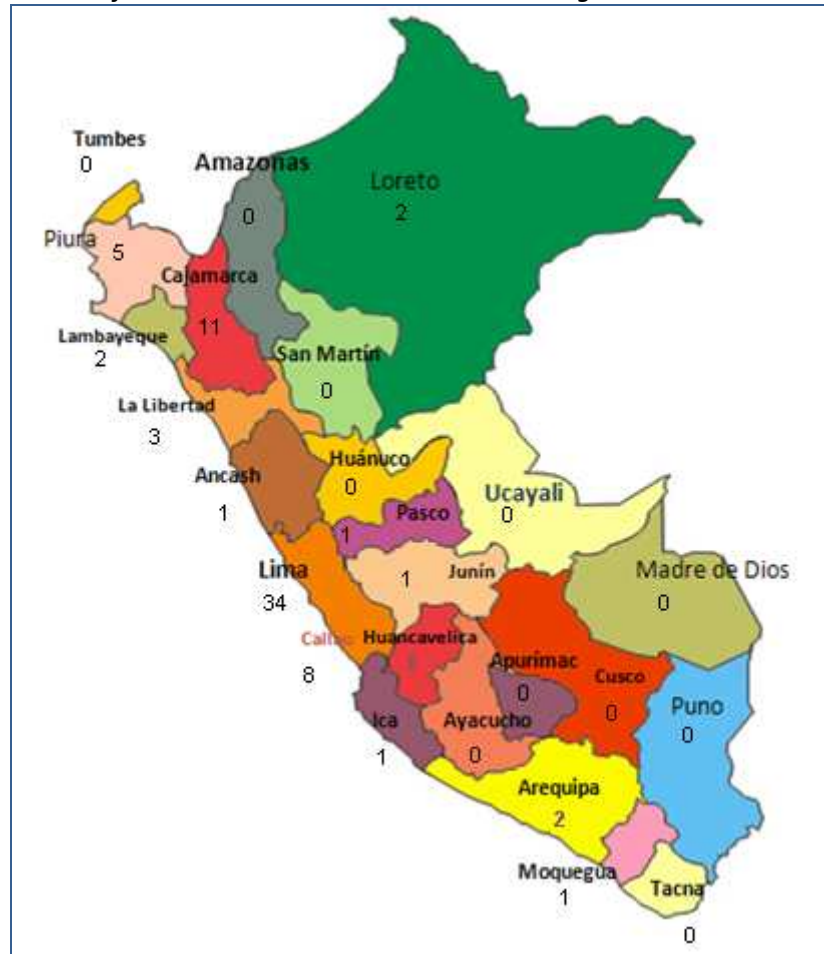 Tumbes
0
Amazonas
0
Loreto
2
Piura
5
Cajamarca
11
Lambayeque
2
San Martín
0
La Libertad
3
Huánuco
0
Ancash
1
Ucayali
0
Pasco
1
Lima
34
Junín
1
Madre de Dios
0
Callao
8
Huancavelica
Apurímac
0
Cusco
0
Puno
0
Ica
1
Ayacucho
0
Arequipa
2
Moquegua
1
Tacna
0